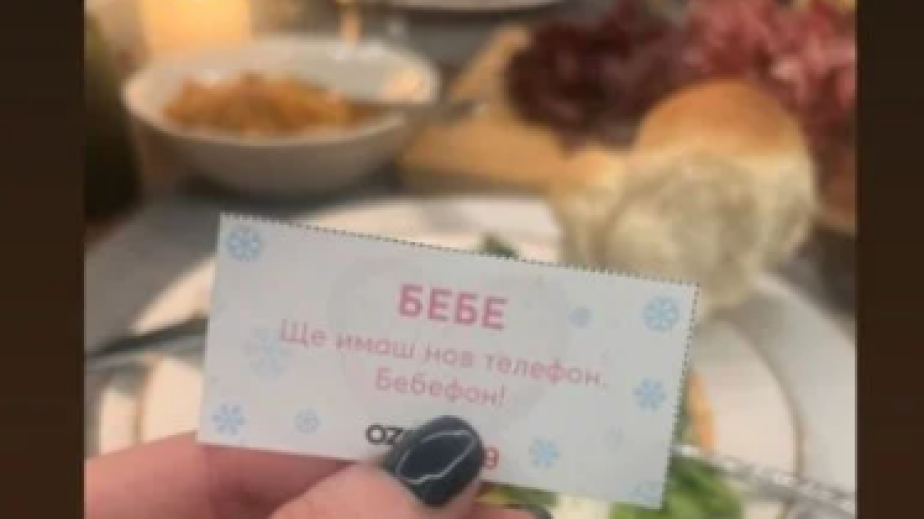 БЕБЕ
Ще имаш нов телефон.
Бебефон!